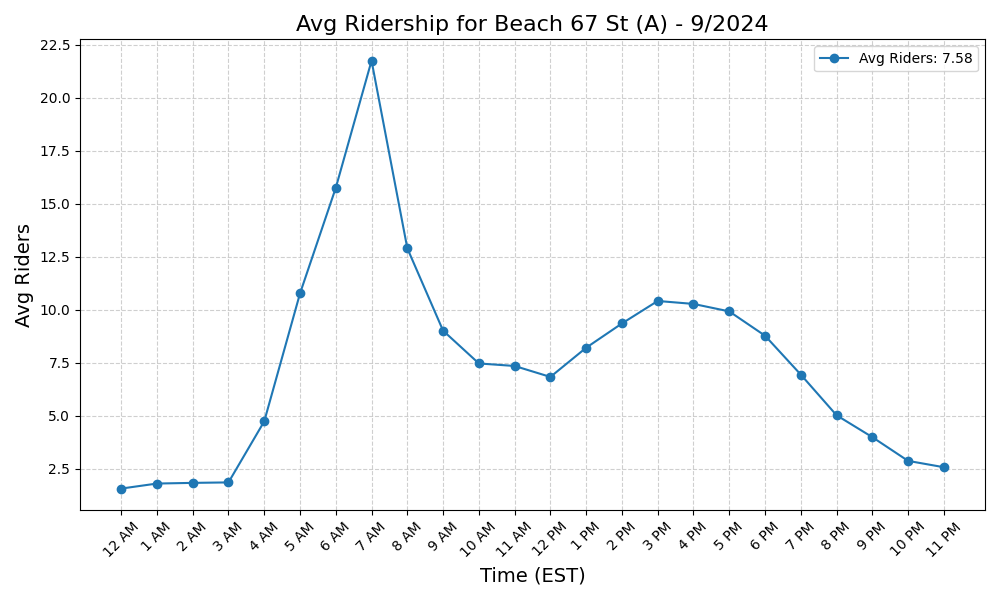 Avg Ridership for Beach 67 St (A) - 9/2024
Avg Riders: 7.58
Avg Riders
22.5
20.0
17.5
15.0
12.5
10.0
7.5
5.0
2.5
12 AM
1 AM
2 AM
3 AM
4 AM
5 AM
6 AM
7 AM
8 AM
9 AM
10 AM
11 AM
12 PM
1 PM
2 PM
3 PM
4 PM
5 PM
6 PM
7 PM
8 PM
9 PM
10 PM
11 PM
Time (EST)